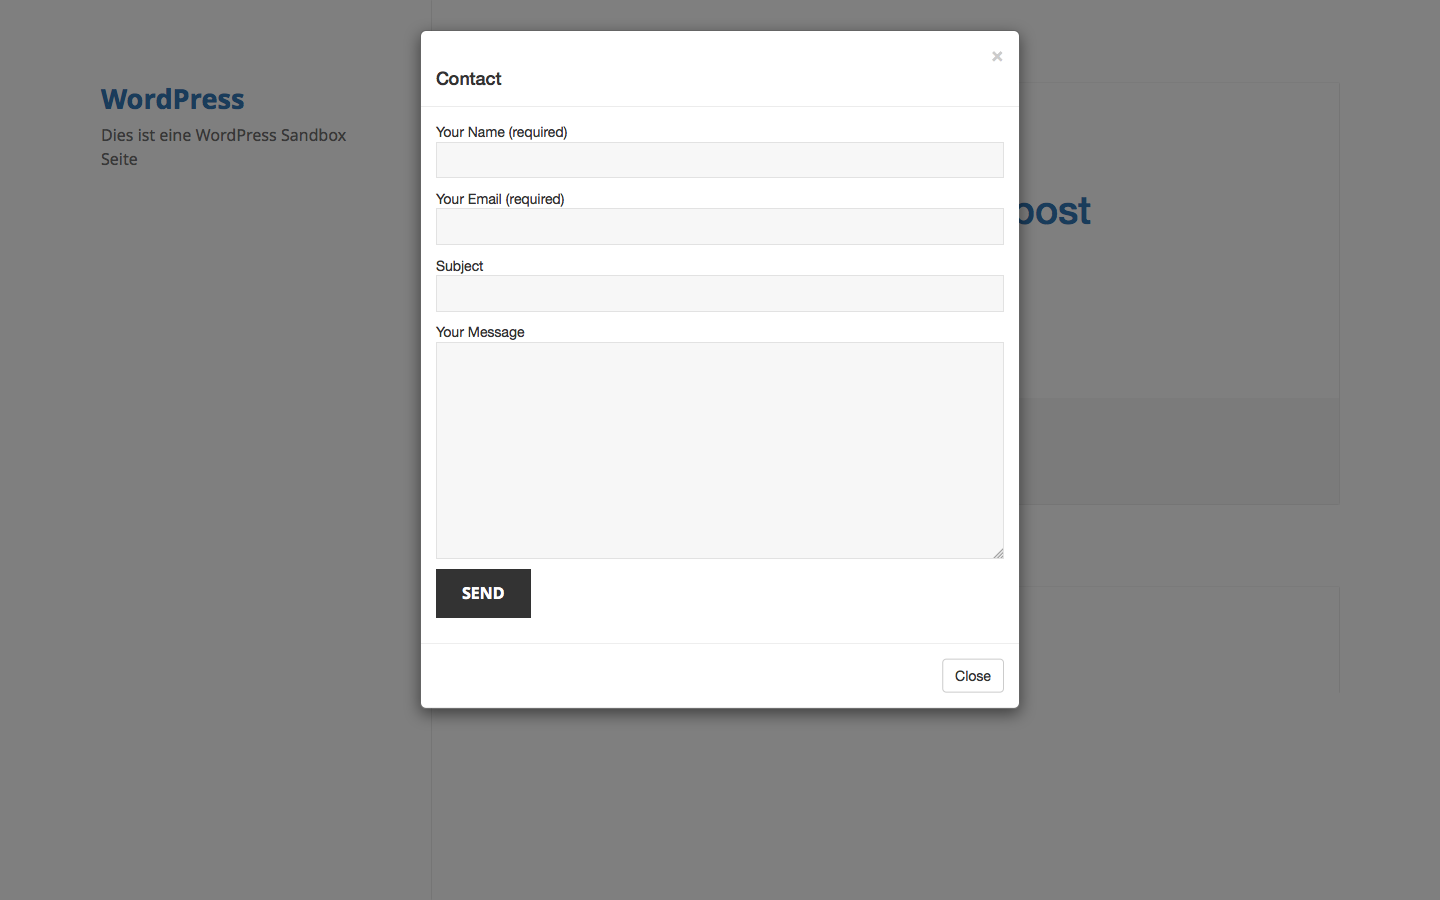 WordPress
Dies ist eine WordPress Sandbox
Seite
×
Contact
Your Name (required)
Your Email (required)
Subject
Your Message
SEND
Close
post